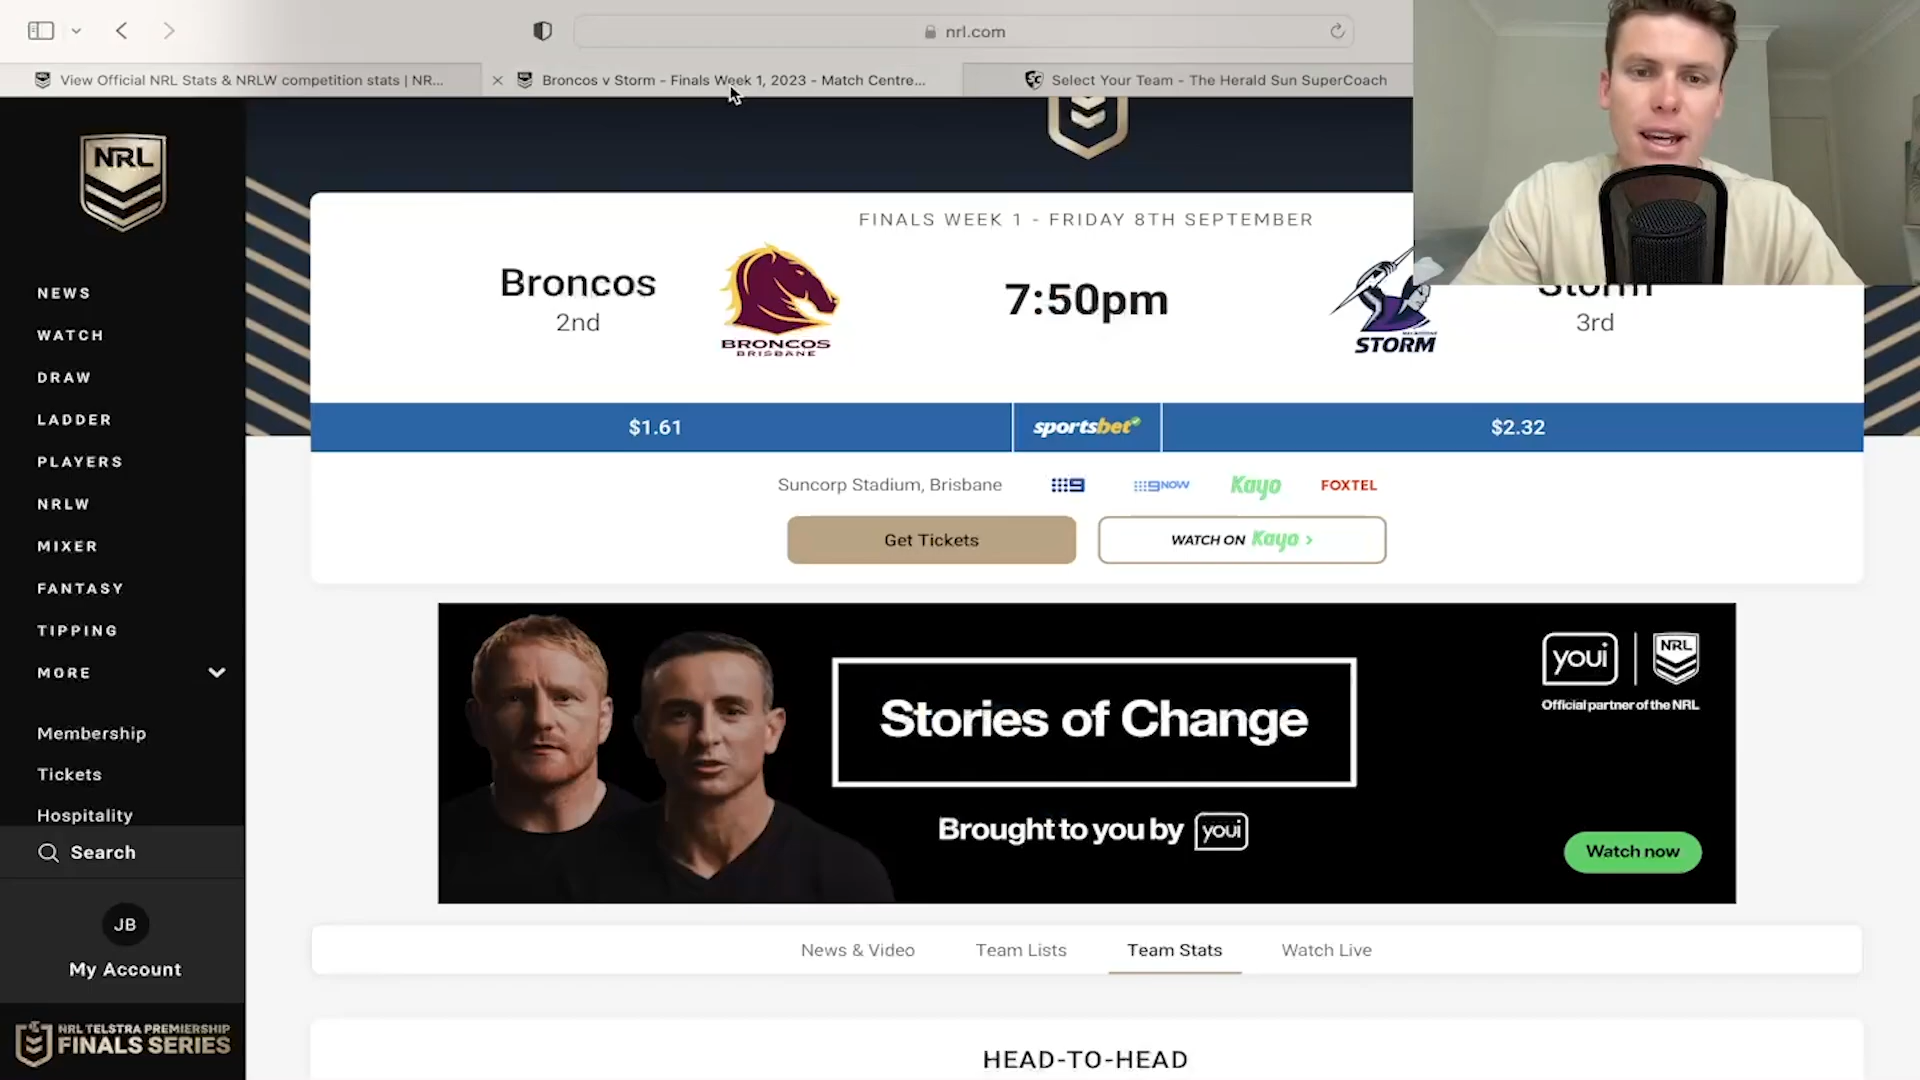 nrl.com
View Official NRL Stats & NRLW competition stats | NR...
Broncos v Storm - Finals Week 1, 2023 - Match Centre...
Select Your Team - The Herald Sun SuperCoach
NRL
NEWS
WATCH
DRAW
LADDER
PLAYERS
NRLW
MIXER
FANTASY
TIPPING
MORE
Membership
Tickets
Hospitality
Search
JB
My Account
NRL TELSTRA PREMIERSHIP
FINALS SERIES
FINALS WEEK 1 - FRIDAY 8TH SEPTEMBER
Broncos
2nd
BRONCOS
BRISBANE
7:50pm
STORM
Storm
3rd
$1.61
sportsbet
$2.32
Suncorp Stadium, Brisbane
9
9NOW
Kayo
FOXTEL
Get Tickets
WATCH ON Kayo >
Stories of Change
Brought to you by youi
youi
NRL
Official partner of the NRL
Watch now
News & Video
Team Lists
Team Stats
Watch Live
HEAD-TO-HEAD